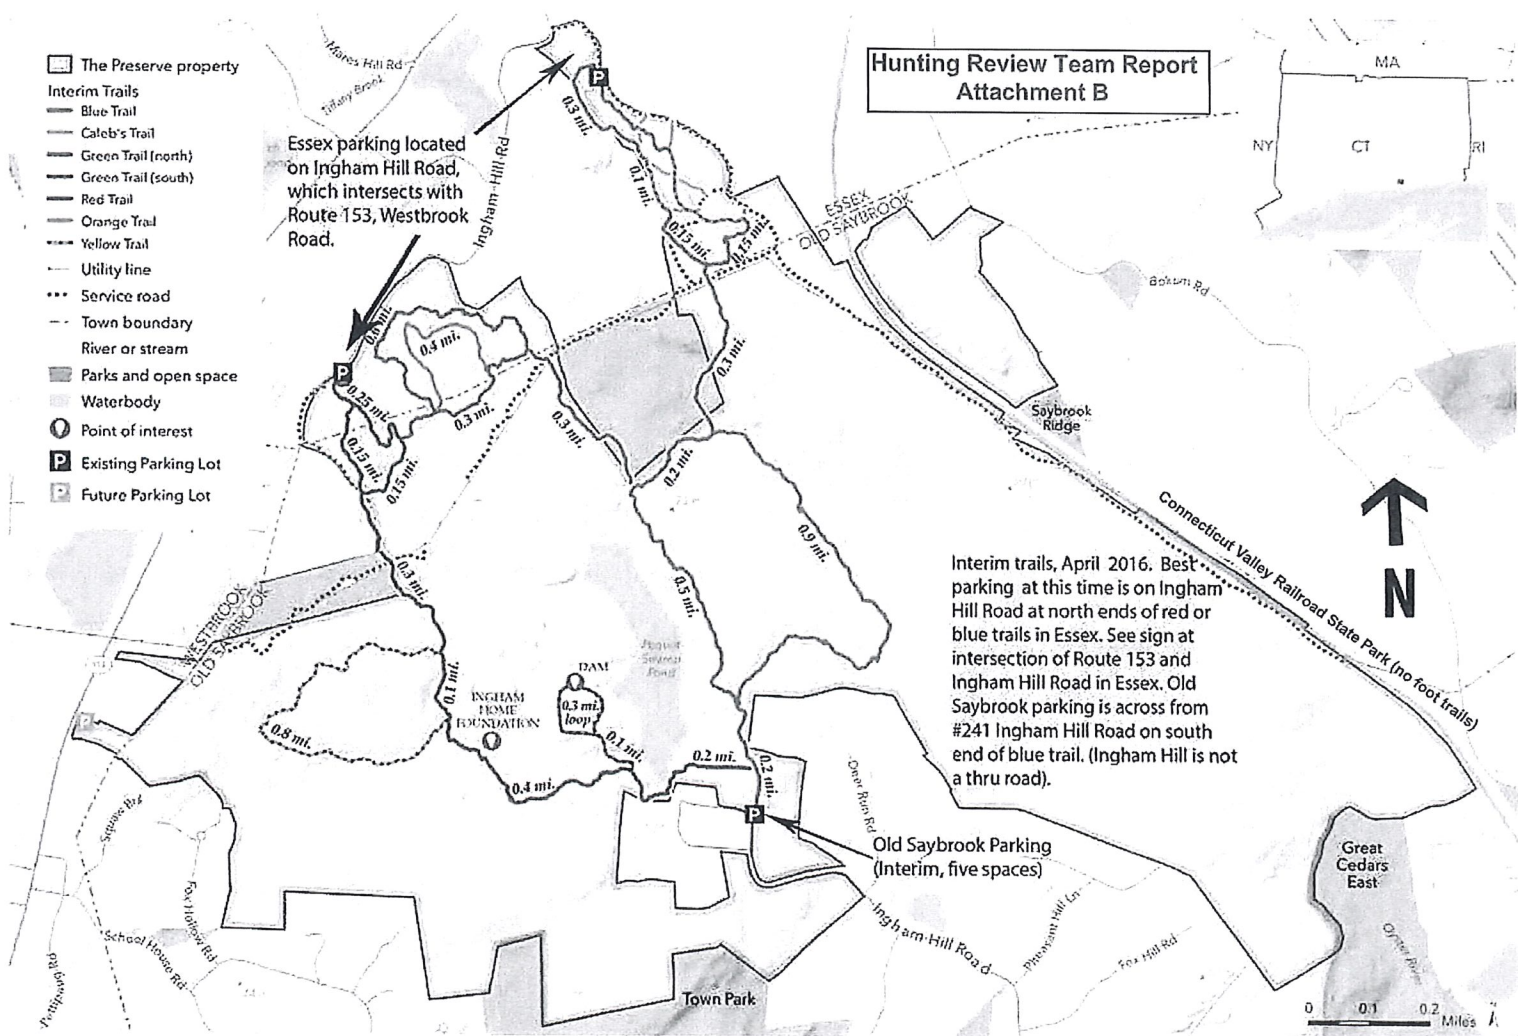 The Preserve property
Interim Trails
Blue Trail
Caleb's Trail
Green Trail (north)
Green Trail (south)
Red Trail
Orange Trail
Yellow Trail
Utility line
Service road
Town boundary
River or stream
Parks and open space
Waterbody
Point of interest
P Existing Parking Lot
P Future Parking Lot
Mares Hill Rd
Tiffany Brook
Hunting Review Team Report
Attachment B
MA
NY
CT
RI
Essex parking located
on Ingham Hill Road,
which intersects with
Route 153, Westbrook
Road.
Ingham-Hill-Rd
P
0.3 mi.
0.1 mi.
0.15 mi.
0.15 mi.
ESSEX
OLD SAYBROOK
Bokum Rd
P
0.4 mi.
0.25 mi.
0.3 mi.
0.15 mi.
0.15 mi.
0.3 mi.
0.3 mi.
0.2 mi.
Saybrook
Ridge
Connecticut Valley Railroad State Park (no foot trails)
N
0.9 mi.
0.5 mi.
0.3 mi.
WESTBROOK
OLD SAYBROOK
Interim trails, April 2016. Best
parking at this time is on Ingham
Hill Road at north ends of red or
blue trails in Essex. See sign at
intersection of Route 153 and
Ingham Hill Road in Essex. Old
Saybrook parking is across from
#241 Ingham Hill Road on south
end of blue trail. (Ingham Hill is not
a thru road).
Pequot
Swamp
Pond
DAM
0.3 mi.
loop
0.1 mi.
INGHAM
HOME
FOUNDATION
0.1 mi.
0.8 mi.
0.4 mi.
0.2 mi.
0.2 mi.
P
P
Deer Run Rd
Old Saybrook Parking
(Interim, five spaces)
Great
Cedars
East
Oyster River
Fox Hollow Rd
School House Rd
Ingham-Hill Road
Pheasant Hill Ln
Fox Hill Rd
Town Park
0 0.1 0.2
Miles